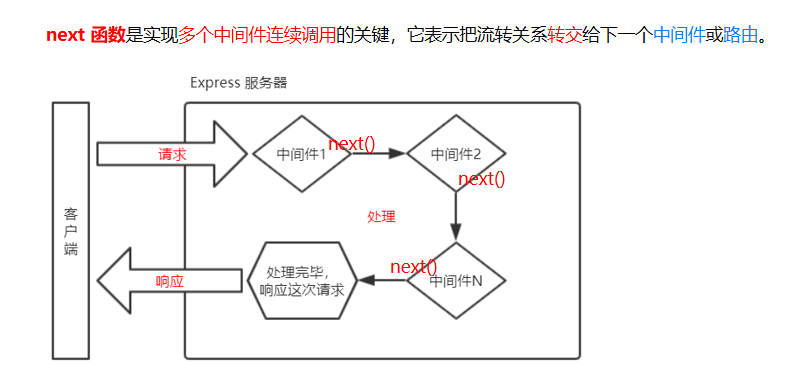 next 函数是实现多个中间件连续调用的关键，它表示把流转关系转交给下一个中间件或路由。
Express 服务器
客户端
请求
中间件1
next()
中间件2
next()
处理
中间件N
next()
处理完毕，
响应这次请求
响应